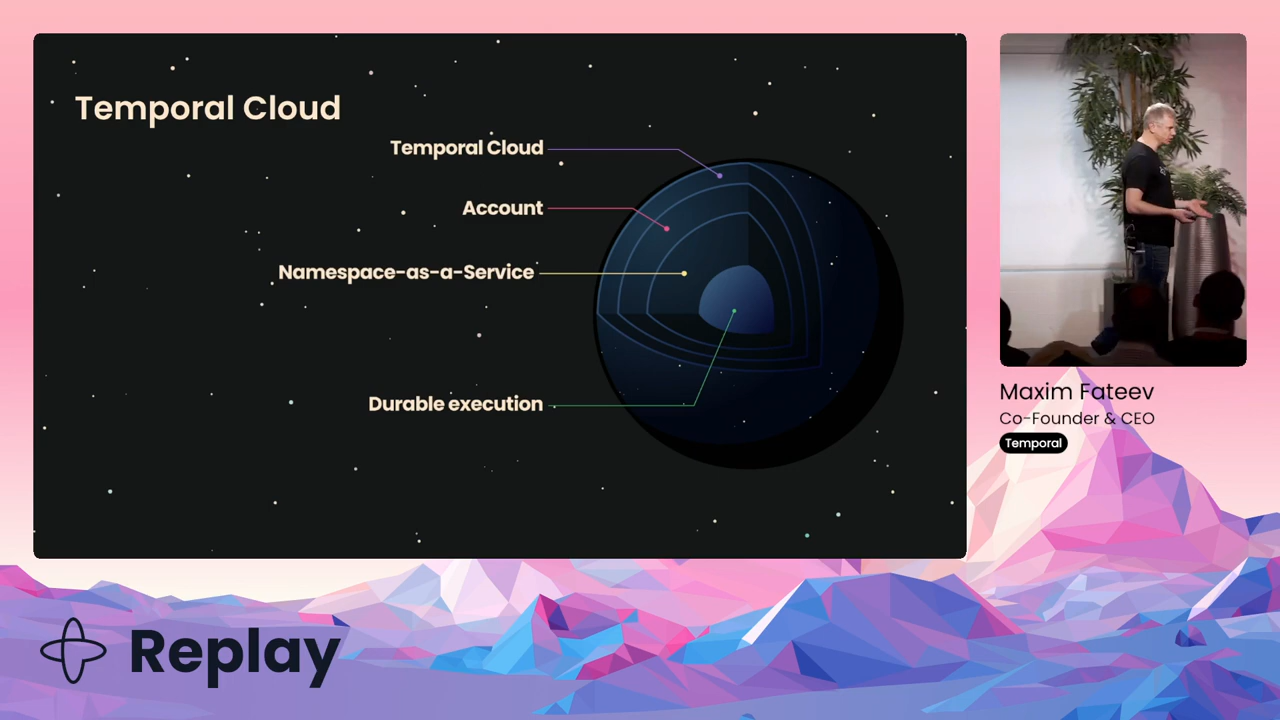 Temporal Cloud
Temporal Cloud
Account
Namespace-as-a-Service
Durable execution
Maxim Fateev
Co-Founder & CEO
Temporal
Replay